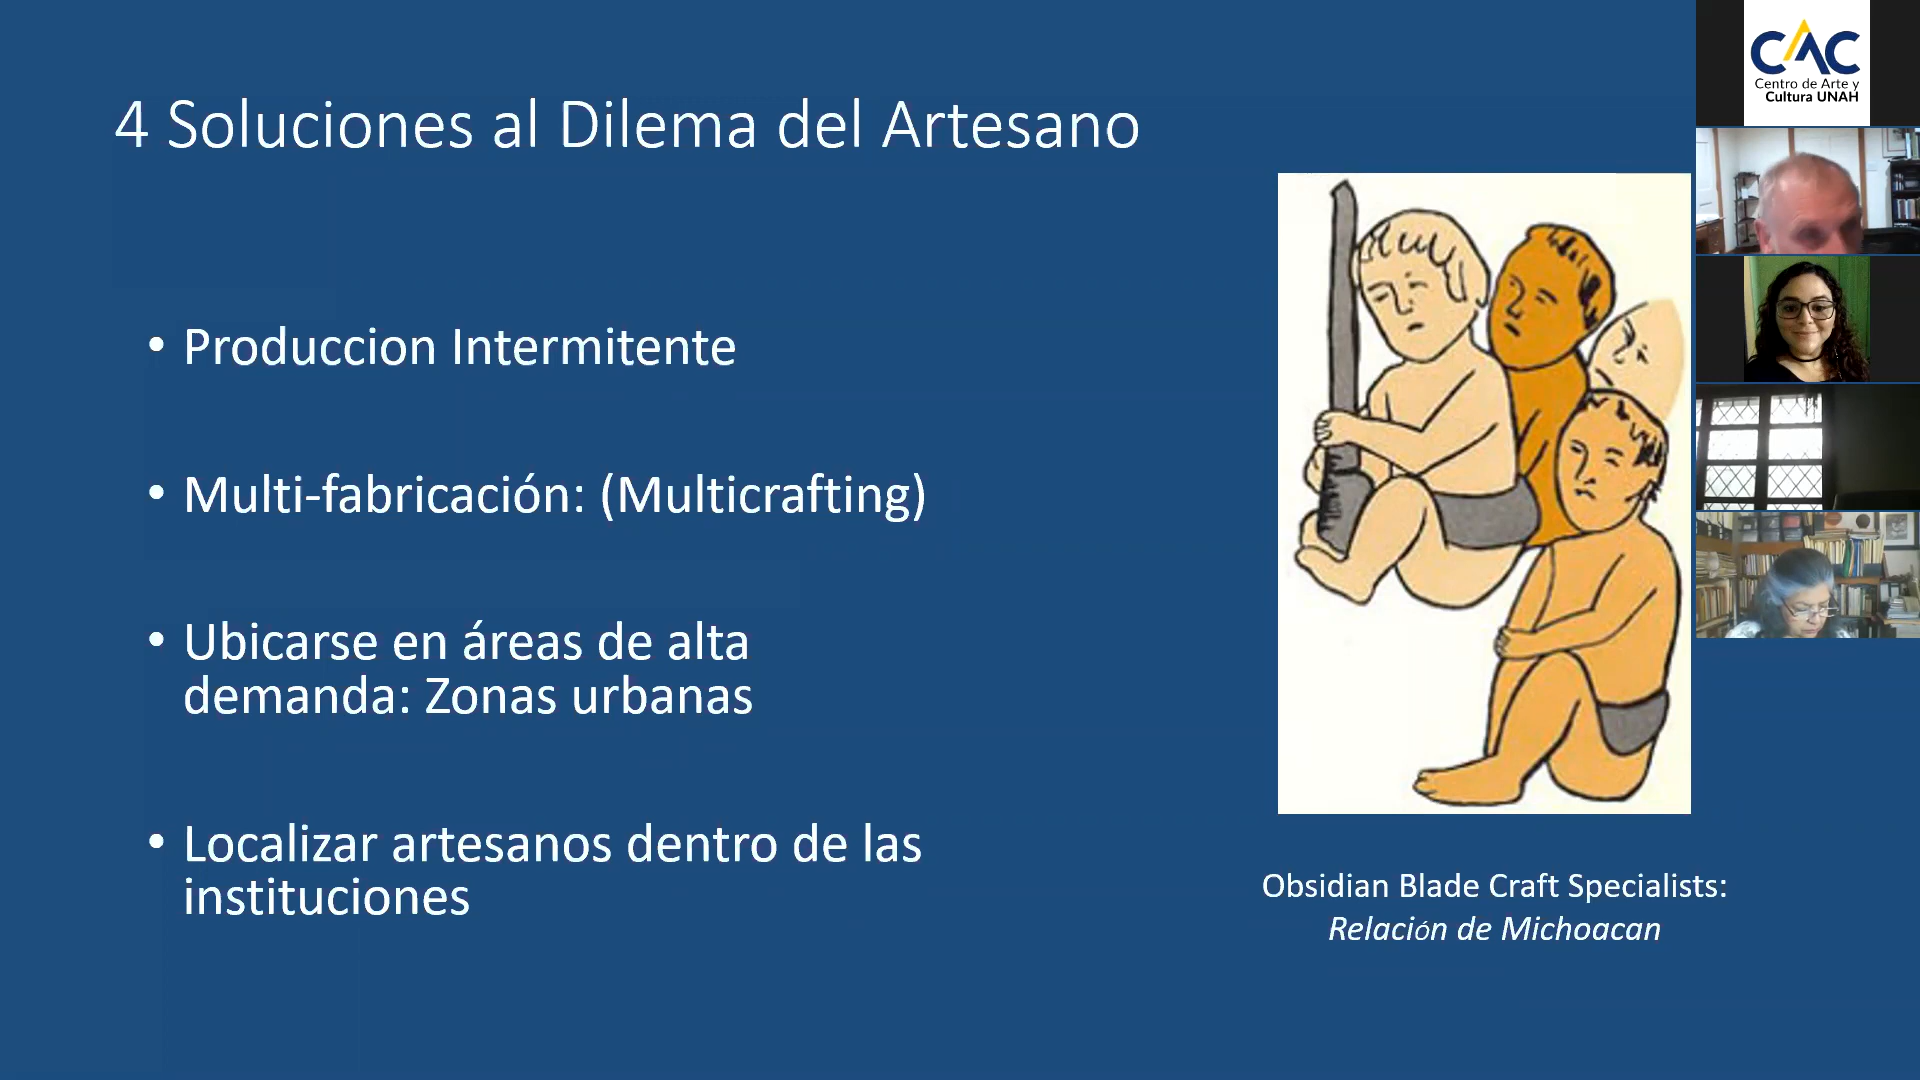 4 Soluciones al Dilema del Artesano
• Produccion Intermitente
• Multi-fabricación: (Multicrafting)
• Ubicarse en áreas de alta
demanda: Zonas urbanas
• Localizar artesanos dentro de las
instituciones
Obsidian Blade Craft Specialists:
Relación de Michoacan
CAC
Centro de Arte y
Cultura UNAH